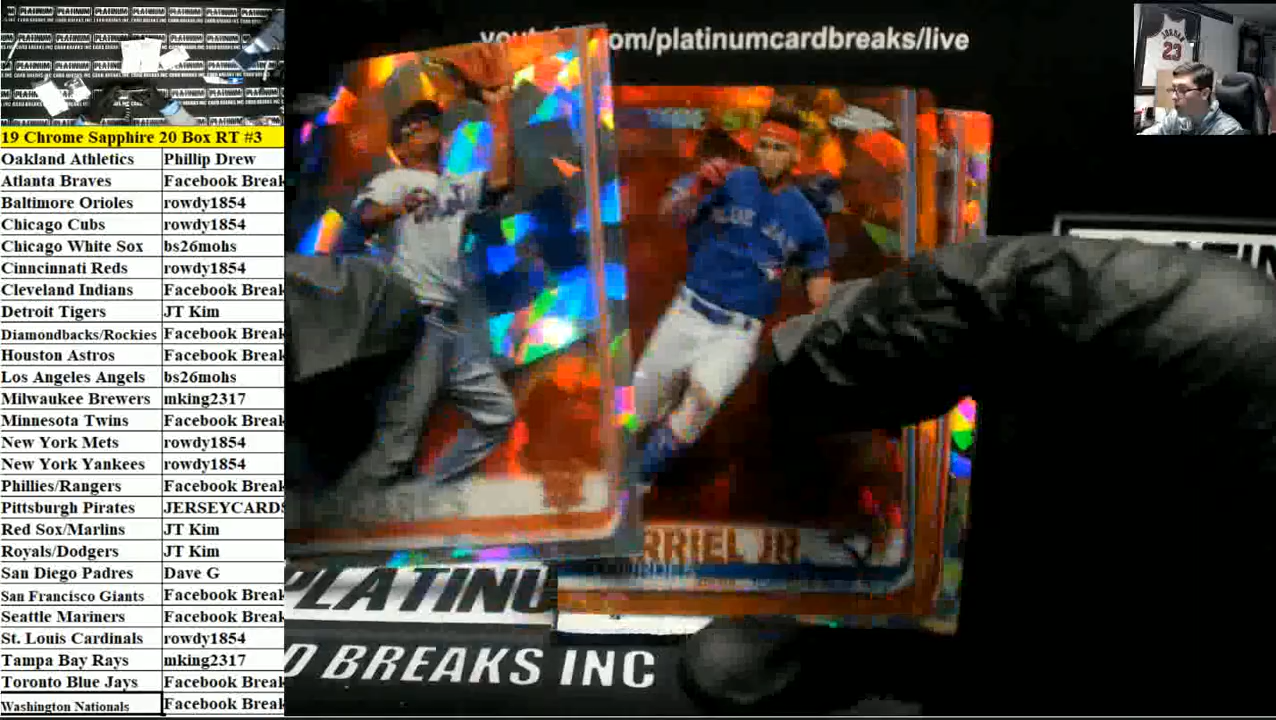 19 Chrome Sapphire 20 Box RT #3
Oakland Athletics Phillip Drew
Atlanta Braves Facebook Break
Baltimore Orioles rowdy1854
Chicago Cubs rowdy1854
Chicago White Sox bs26mohs
Cinncinnati Reds rowdy1854
Cleveland Indians Facebook Break
Detroit Tigers JT Kim
Diamondbacks/Rockies Facebook Break
Houston Astros Facebook Break
Los Angeles Angels bs26mohs
Milwaukee Brewers mking2317
Minnesota Twins Facebook Break
New York Mets rowdy1854
New York Yankees rowdy1854
Phillies/Rangers Facebook Break
Pittsburgh Pirates JERSEYCARDS
Red Sox/Marlins JT Kim
Royals/Dodgers JT Kim
San Diego Padres Dave G
San Francisco Giants Facebook Break
Seattle Mariners Facebook Break
St. Louis Cardinals rowdy1854
Tampa Bay Rays mking2317
Toronto Blue Jays Facebook Break
Washington Nationals Facebook Break
om/platinumcardbreaks/live
23
RRIEL JR
PLATINU
D BREAKS INC